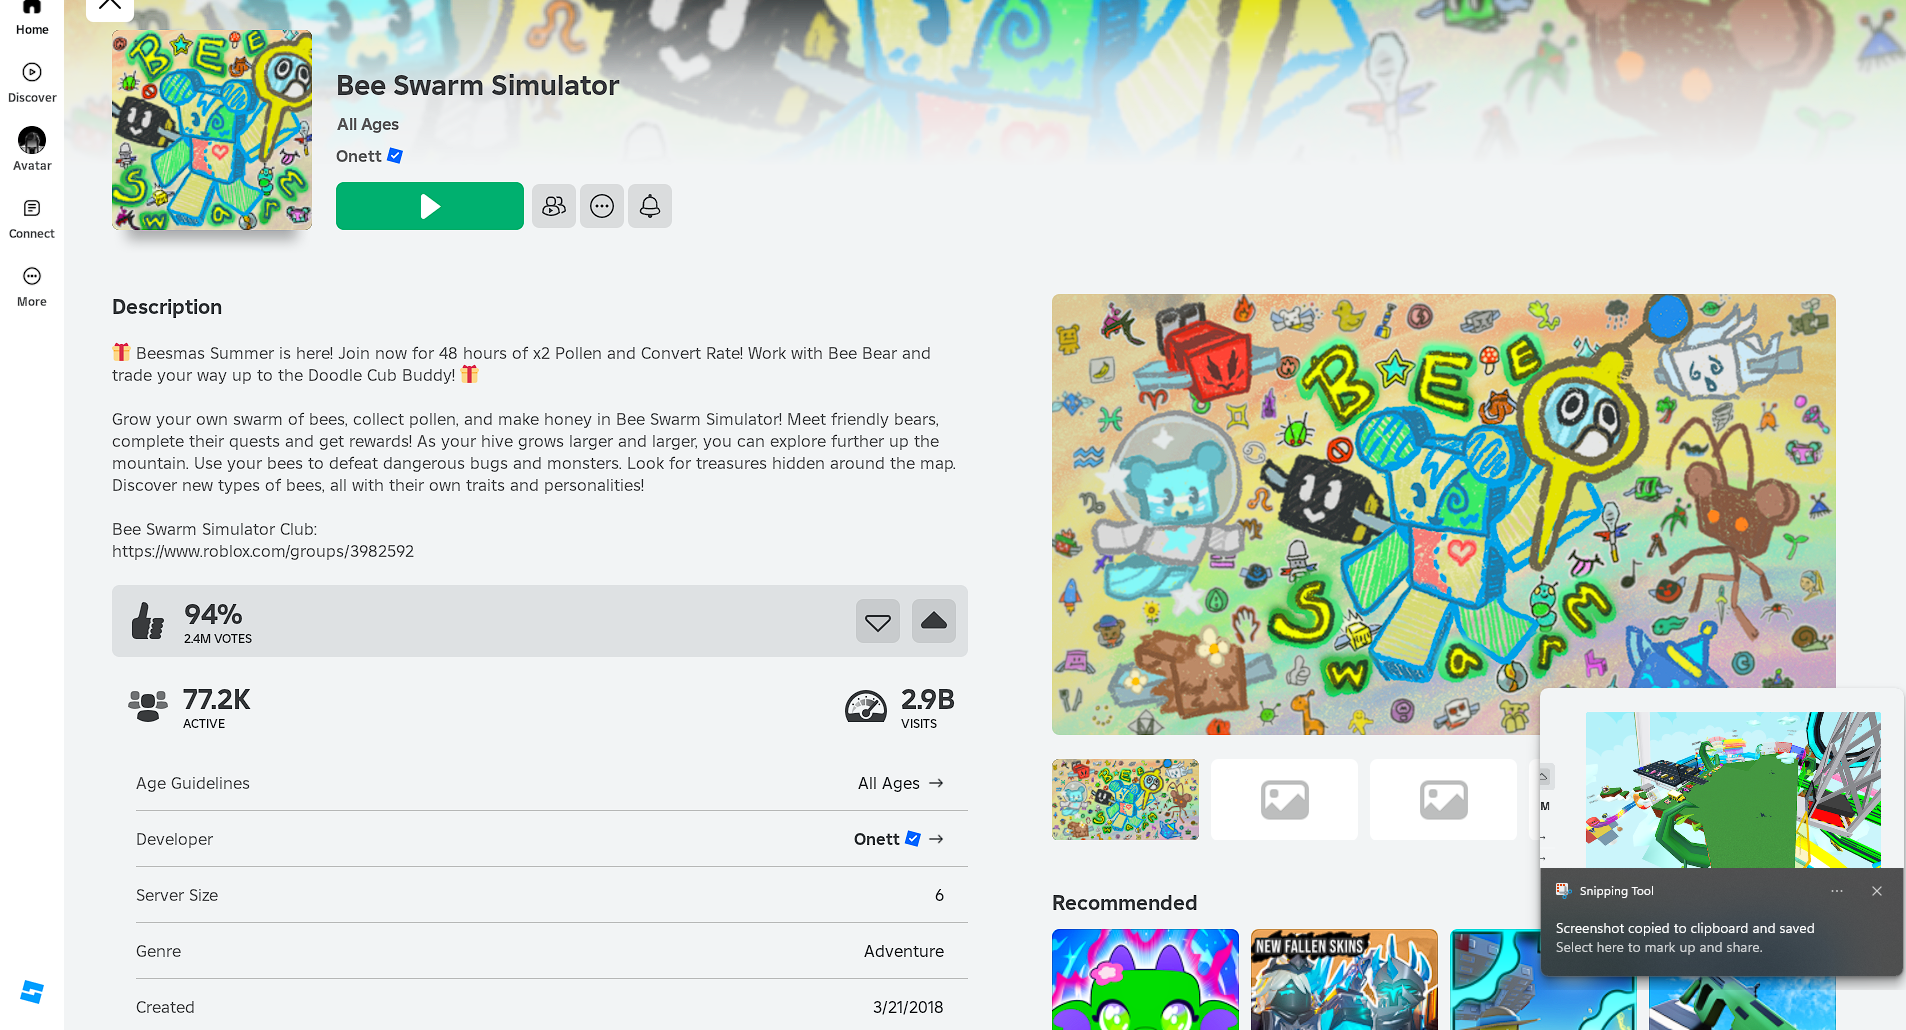 Home
Discover
Avatar
Connect
More
BEE
Swarm
Bee Swarm Simulator
All Ages
Onett
Description
🎁 Beesmas Summer is here! Join now for 48 hours of x2 Pollen and Convert Rate! Work with Bee Bear and
trade your way up to the Doodle Cub Buddy! 🎁
Grow your own swarm of bees, collect pollen, and make honey in Bee Swarm Simulator! Meet friendly bears,
complete their quests and get rewards! As your hive grows larger and larger, you can explore further up the
mountain. Use your bees to defeat dangerous bugs and monsters. Look for treasures hidden around the map.
Discover new types of bees, all with their own traits and personalities!
Bee Swarm Simulator Club:
https://www.roblox.com/groups/3982592
94%
2.4M VOTES
77.2K
ACTIVE
2.9B
VISITS
Age Guidelines
All Ages
Developer
Onett
Server Size
6
Genre
Adventure
Created
3/21/2018
BEE
Swarm
BEE
Swarm
Recommended
NEW FALLEN SKINS
M
Snipping Tool
Screenshot copied to clipboard and saved
Select here to mark up and share.